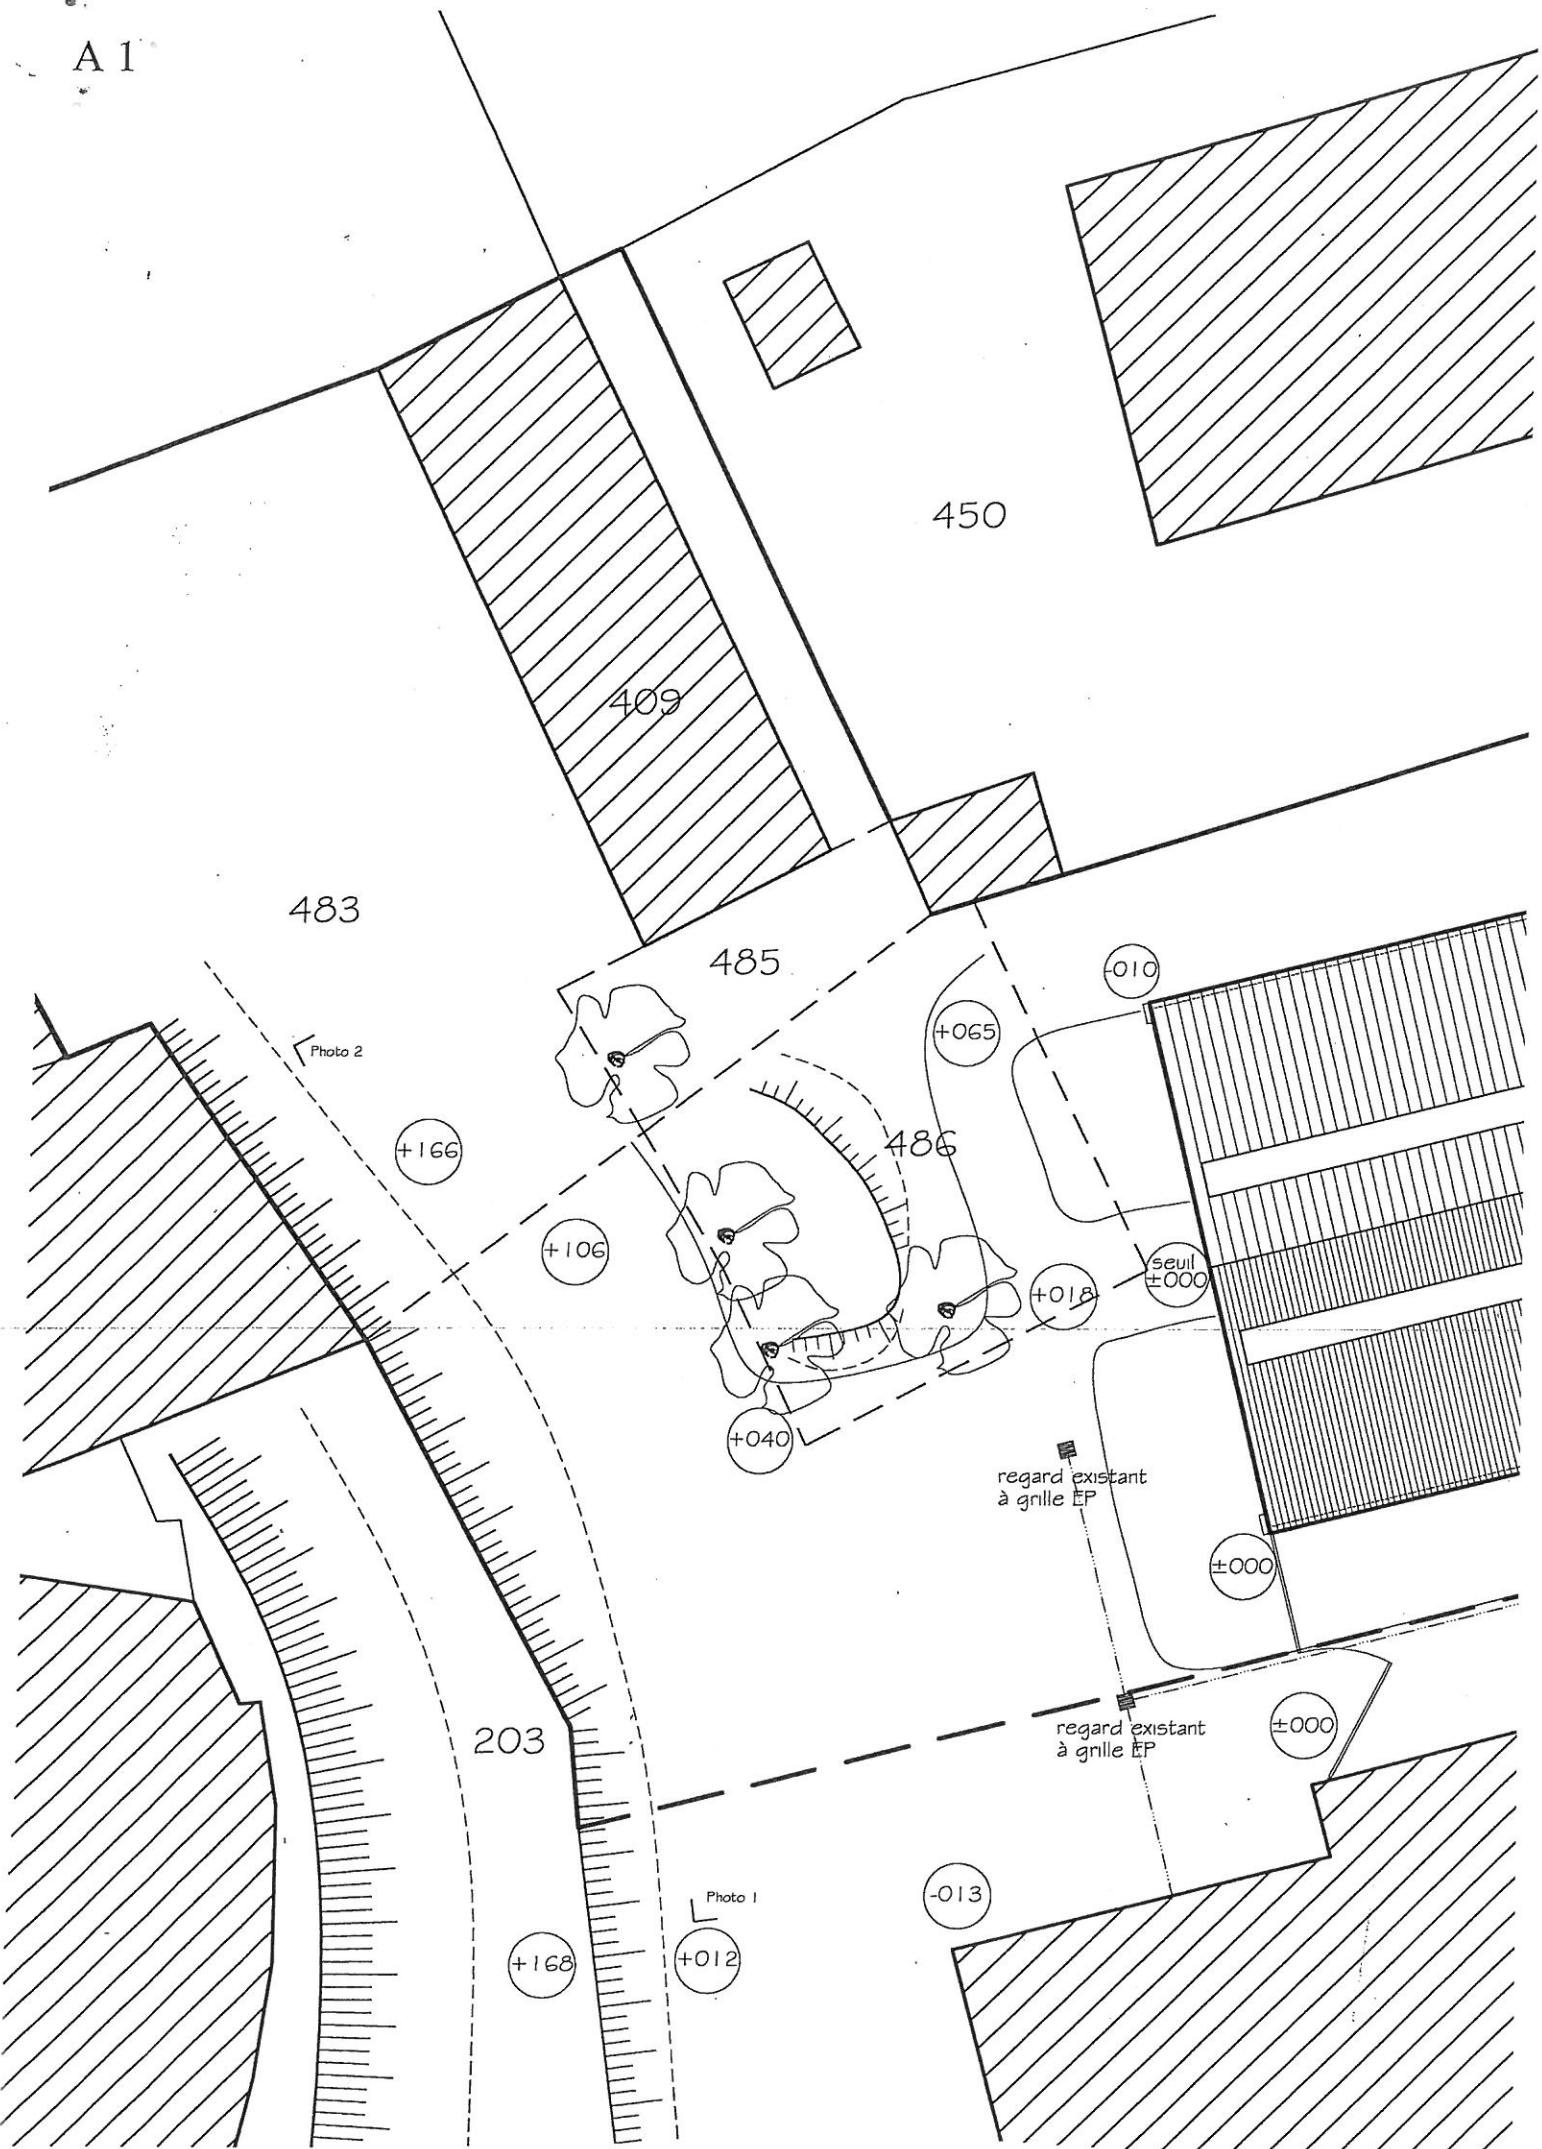 A 1
450
409
483
485
-010
+065
Photo 2
486
+166
+106
seuil
±000
+018
+040
regard existant
à grille EP
±000
203
regard existant
à grille EP
±000
-013
Photo 1
+168
+012